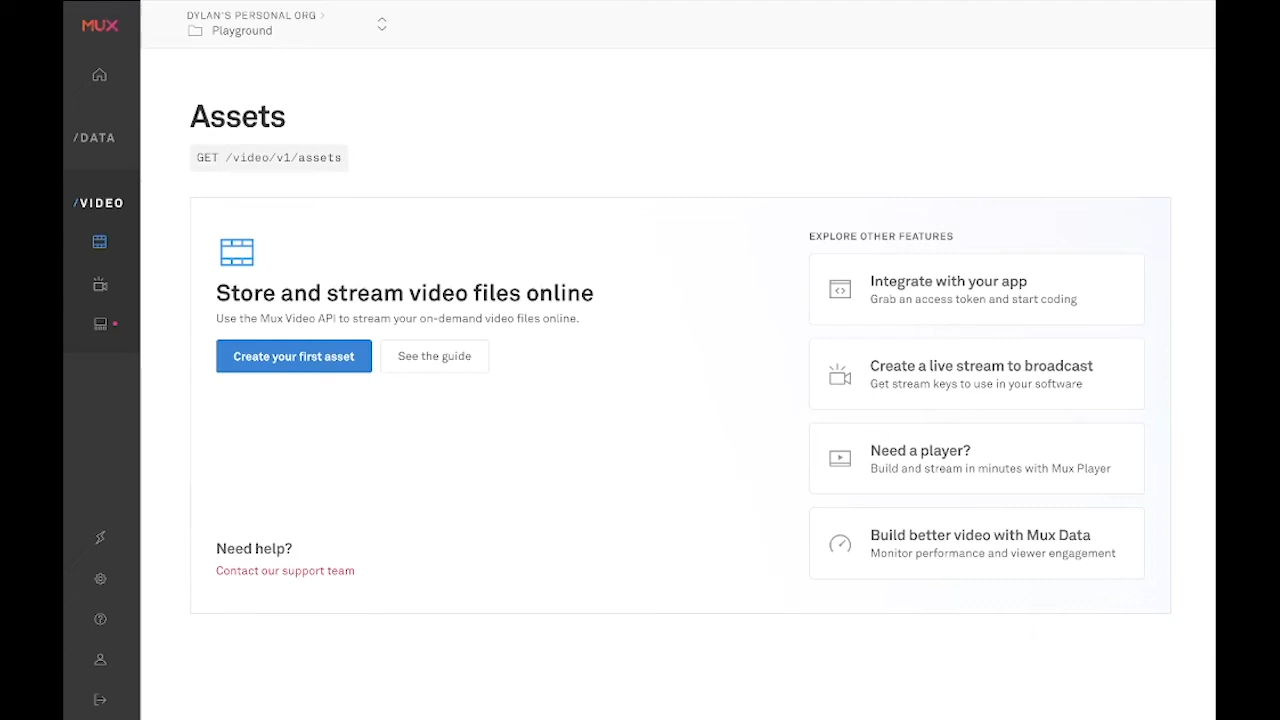 MUX
DYLAN'S PERSONAL ORG
Playground
/DATA
/VIDEO
Assets
GET /video/v1/assets
Store and stream video files online
Use the Mux Video API to stream your on-demand video files online.
Create your first asset
See the guide
Need help?
Contact our support team
EXPLORE OTHER FEATURES
Integrate with your app
Grab an access token and start coding
Create a live stream to broadcast
Get stream keys to use in your software
Need a player?
Build and stream in minutes with Mux Player
Build better video with Mux Data
Monitor performance and viewer engagement